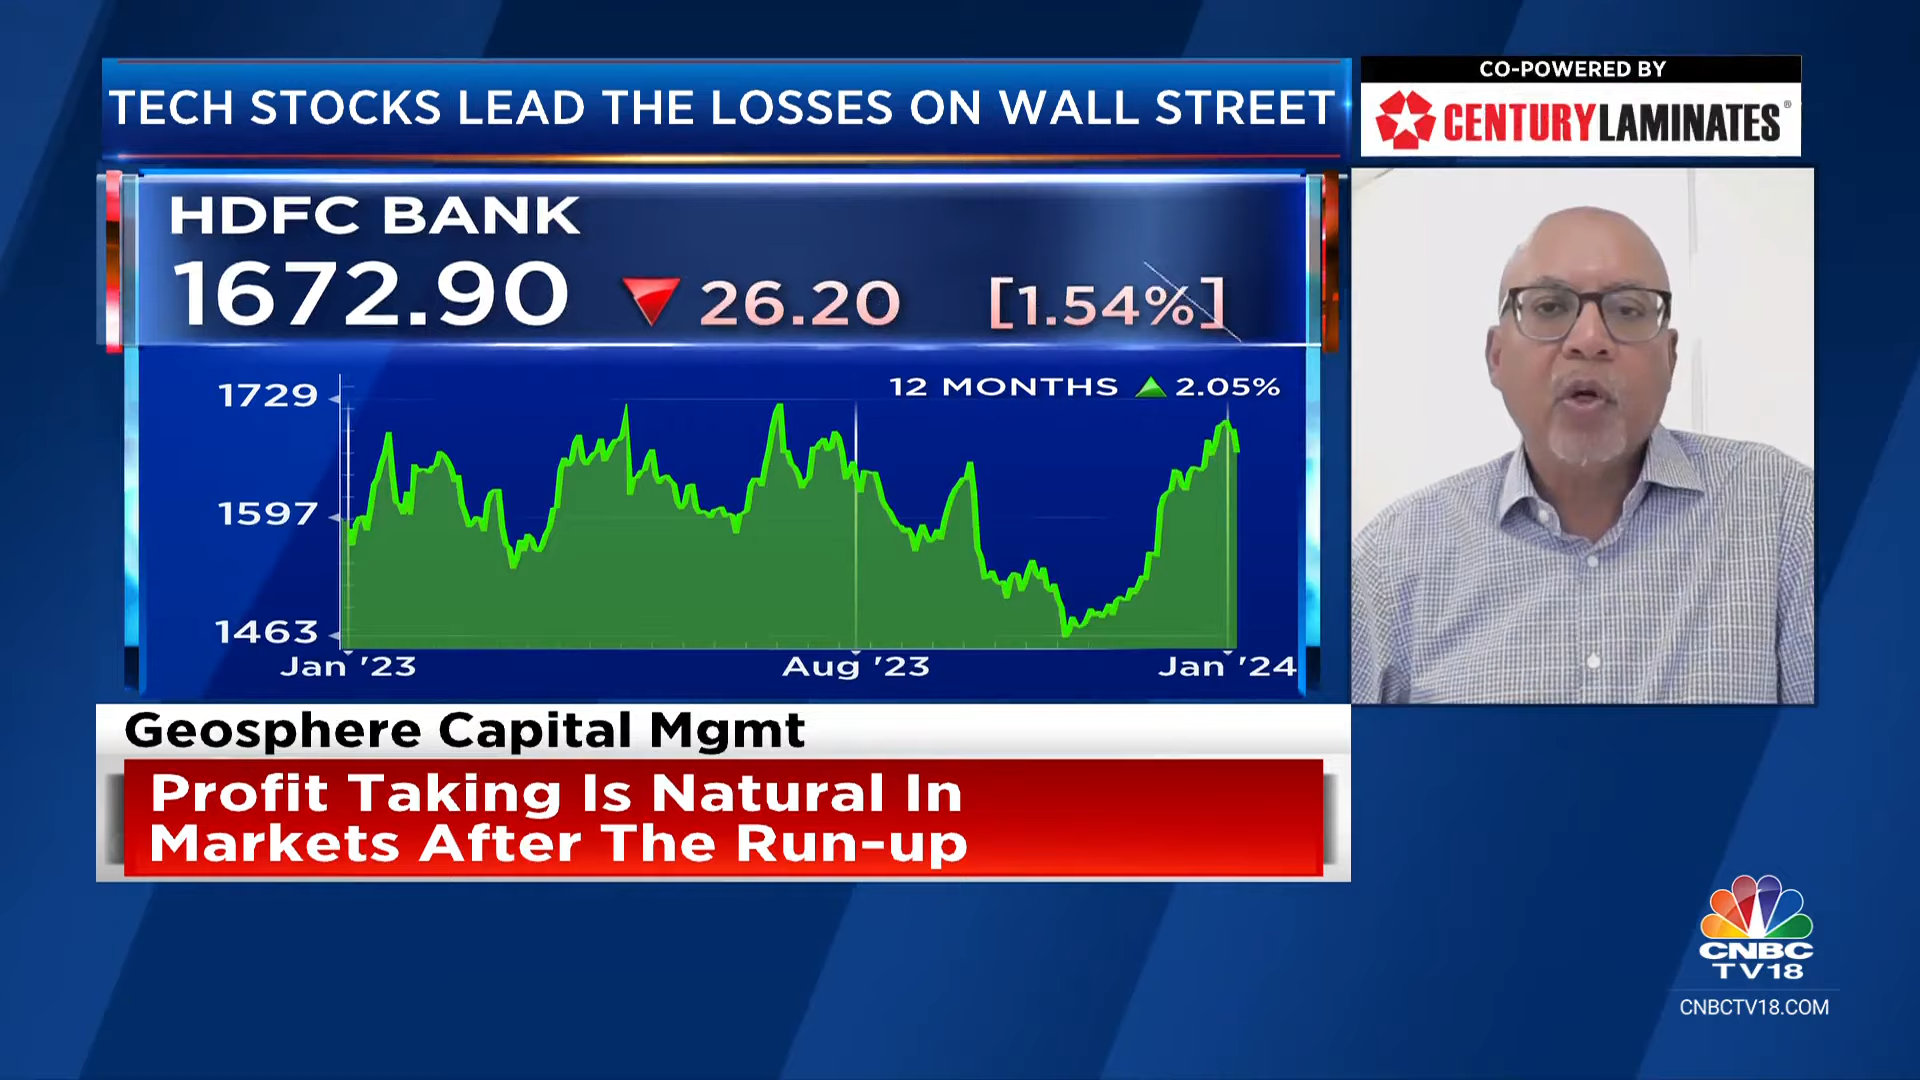 TECH STOCKS LEAD THE LOSSES ON WALL STREET
CO-POWERED BY
CENTURYLAMINATES®
HDFC BANK
1672.90 ▼ 26.20 [1.54%]
12 MONTHS ▲ 2.05%
1729
1597
1463
Jan '23 Aug '23 Jan '24
Geosphere Capital Mgmt
Profit Taking Is Natural In
Markets After The Run-up
CNBC
TV18
CNBCTV18.COM